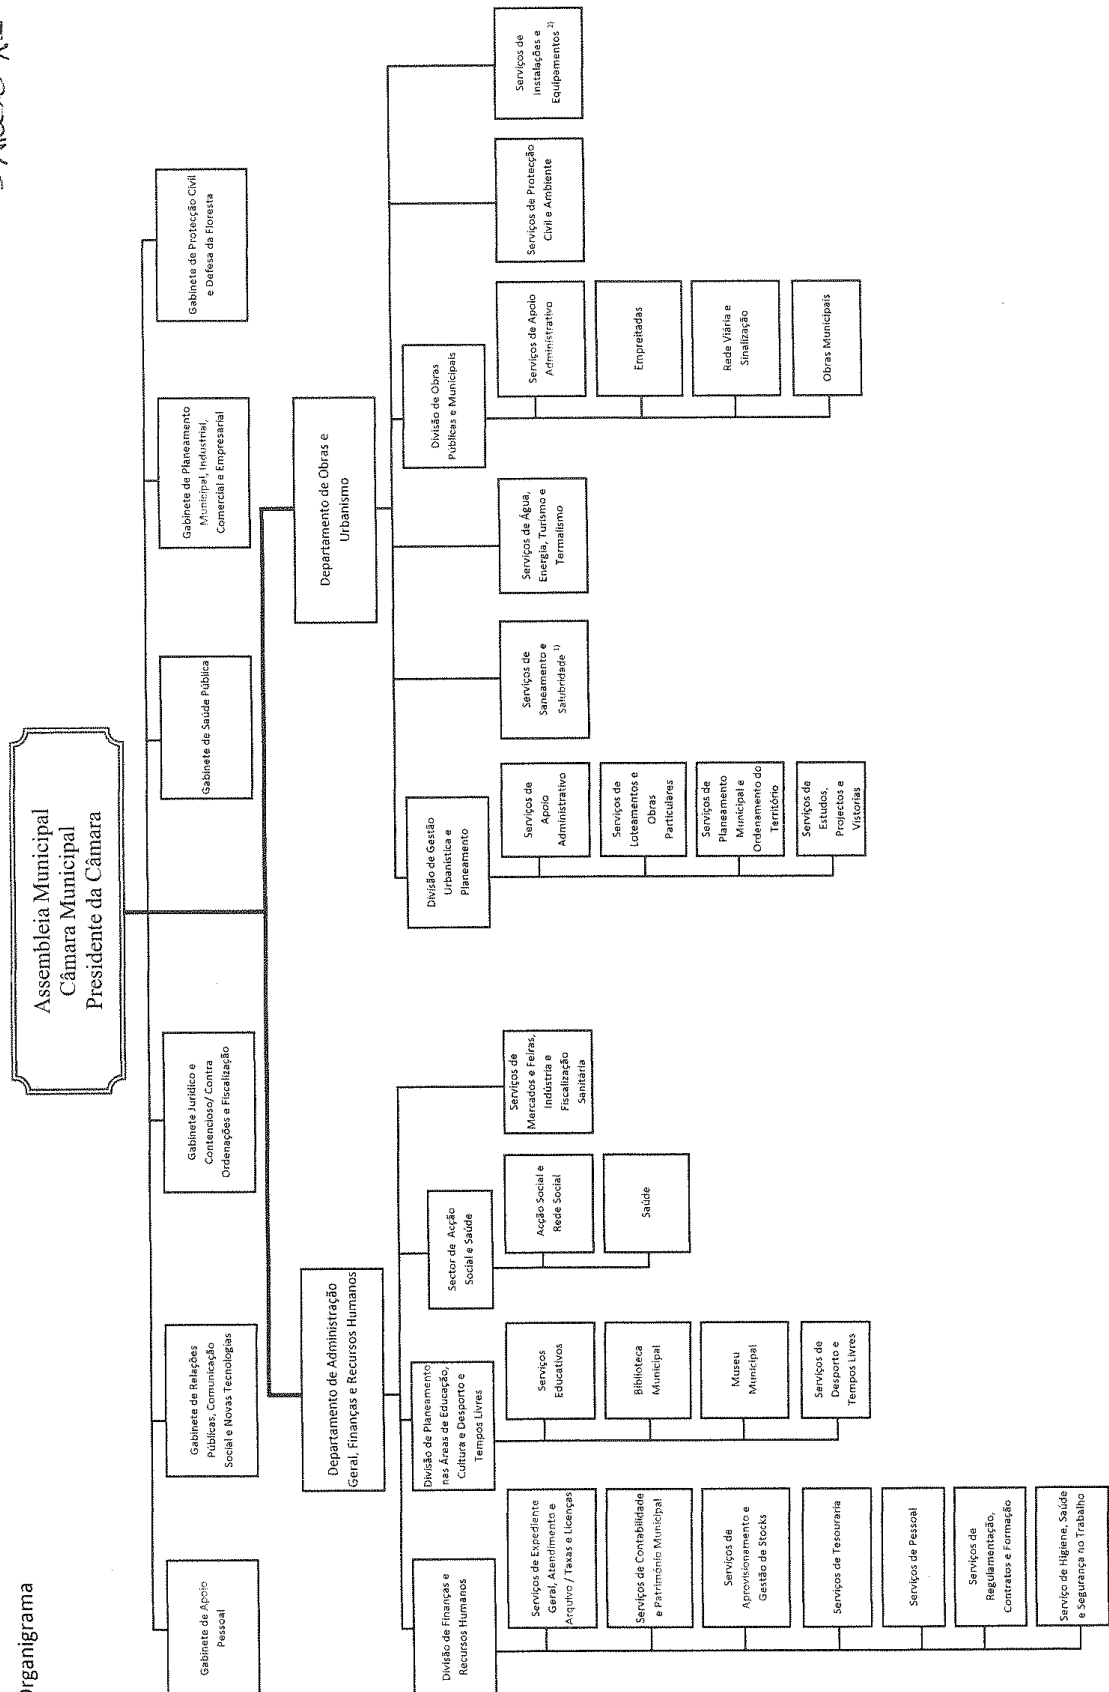 Organigrama
Assembleia Municipal
Câmara Municipal
Presidente da Câmara
Gabinete de Apoio
Pessoal
Gabinete de Relações
Públicas, Comunicação
Social e Novas Tecnologias
Gabinete Jurídico e
Contencioso/ Contra
Ordenações e Fiscalização
Gabinete de Saúde Pública
Gabinete de Planeamento
Municipal, Industrial,
Comercial e Empresarial
Gabinete de Protecção Civil
e Defesa da Floresta
Departamento de Administração
Geral, Finanças e Recursos Humanos
Departamento de Obras e
Urbanismo
Divisão de Finanças e
Recursos Humanos
Divisão de Planeamento
nas Áreas de Educação,
Cultura e Desporto e
Tempos Livres
Sector de Acção
Social e Saúde
Serviços de
Mercados e Feiras,
Indústria e
Fiscalização
Sanitária
Divisão de Gestão
Urbanística e
Planeamento
Serviços de
Saneamento e
Salubridade 1)
Serviços de Água,
Energia, Turismo e
Termalismo
Divisão de Obras
Públicas e Municipais
Serviços de Protecção
Civil e Ambiente
Serviços de
Instalações e
Equipamentos 2)
Serviços de Expediente
Geral, Atendimento e
Arquivo / Taxas e Licenças
Serviços de Contabilidade
e Património Municipal
Serviços de
Aprovisionamento e
Gestão de Stocks
Serviços de Tesouraria
Serviços de Pessoal
Serviços de
Regulamentação,
Contratos e Formação
Serviço de Higiene, Saúde
e Segurança no Trabalho
Serviços
Educativos
Biblioteca
Municipal
Museu
Municipal
Serviços de
Desporto e
Tempos Livres
Acção Social e
Rede Social
Saúde
Serviços de
Apoio
Administrativo
Serviços de
Loteamentos e
Obras
Particulares
Serviços de
Planeamento
Municipal e
Ordenamento do
Território
Serviços de
Estudos,
Projectos e
Vistorias
Serviços de Apoio
Administrativo
Empreitadas
Rede Viária e
Sinalização
Obras Municipais